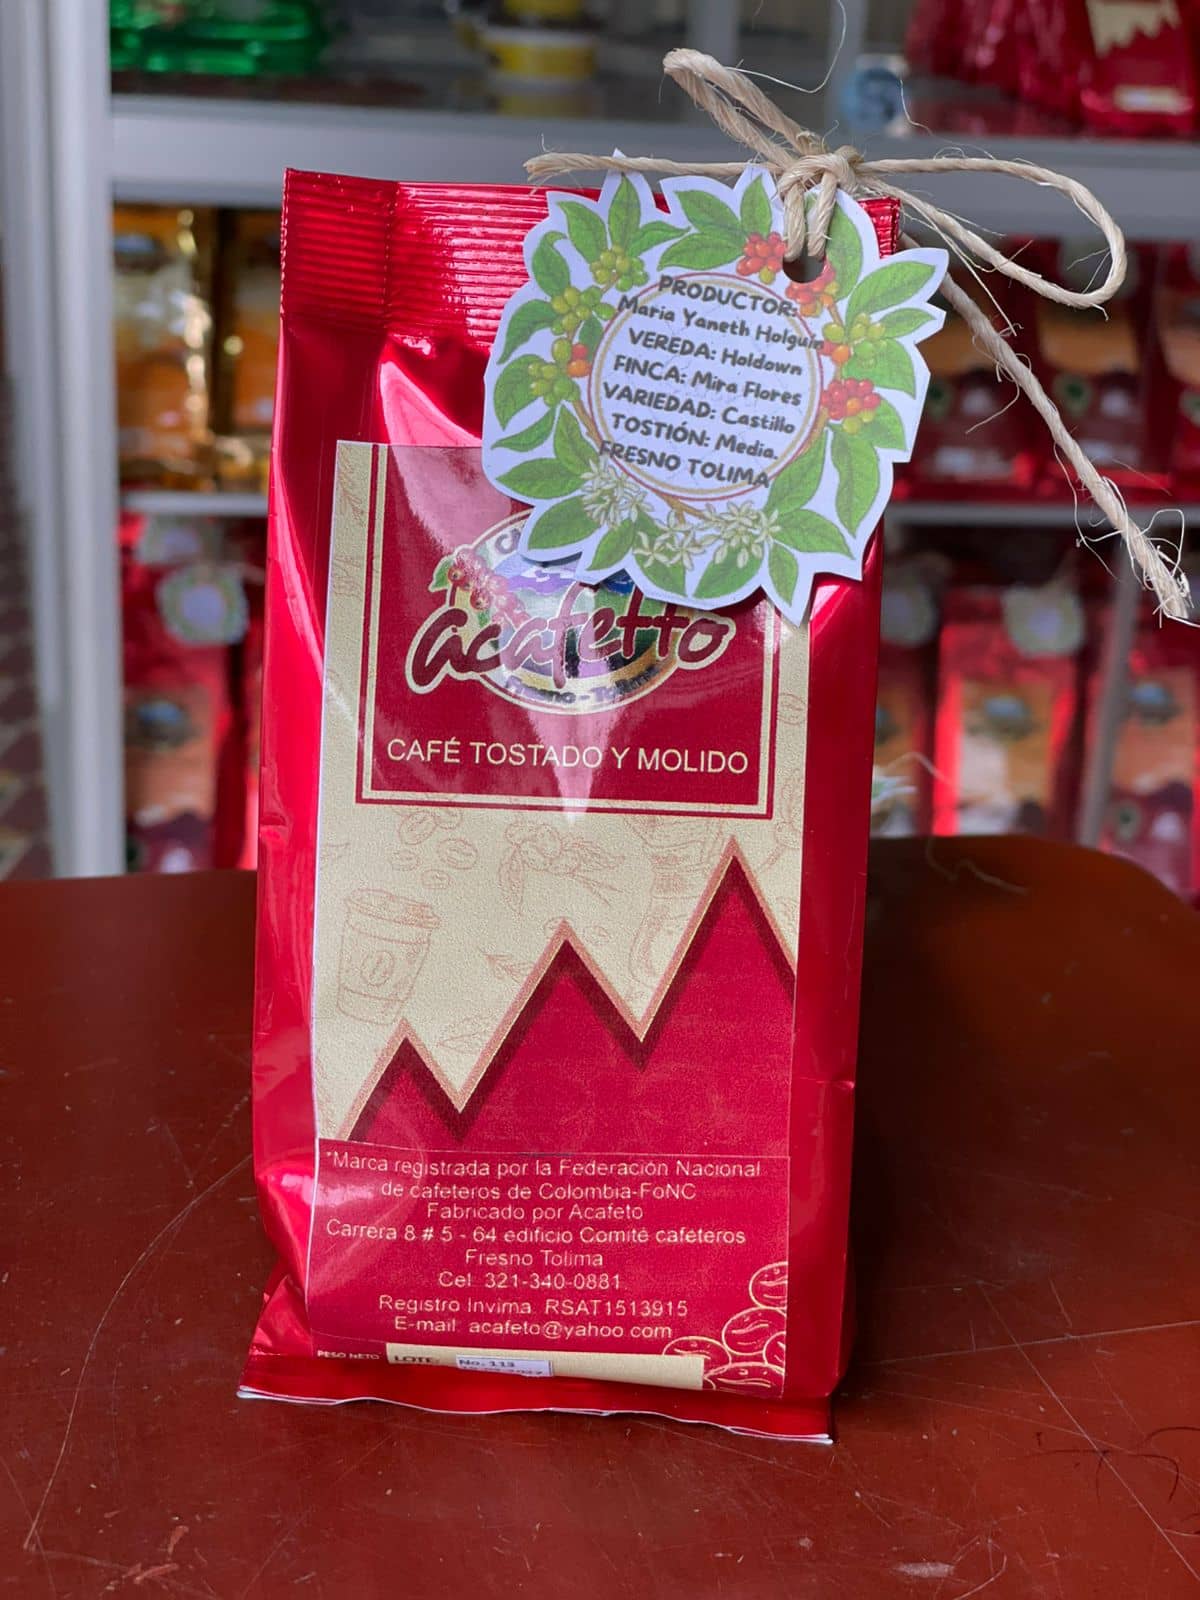 PRODUCTOR:
Maria Yaneth Holguin
VEREDA: Holdown
FINCA: Mira Flores
VARIEDAD: Castillo
TOSTIÓN: Media.
FRESNO TOLIMA
acafetto
Fresno - Tolima
CAFÉ TOSTADO Y MOLIDO
*Marca registrada por la Federación Nacional
de cafeteros de Colombia-FoNC
Fabricado por Acafeto
Carrera 8 # 5 - 64 edificio Comité cafeteros
Fresno Tolima
Cel: 321-340-0881
Registro Invima. RSAT1513915
E-mail: acafeto@yahoo.com
PESO NETO LOTE: No. 113